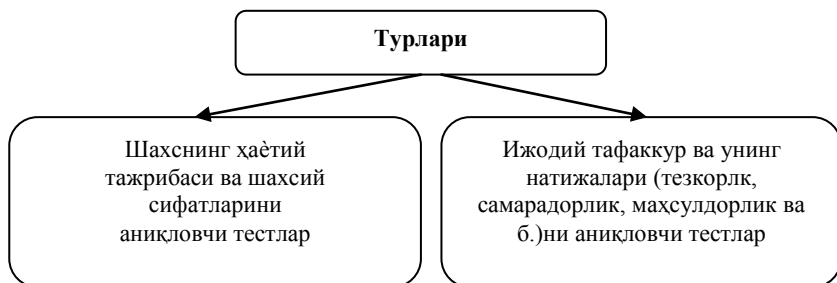 Турлари
Шахснинг ҳаѐтий
тажрибаси ва шахсий
сифатларини
аниқловчи тестлар
Ижодий тафаккур ва унинг
натижалари (тезкорлк,
самарадорлик, маҳсулдорлик ва
б.)ни аниқловчи тестлар